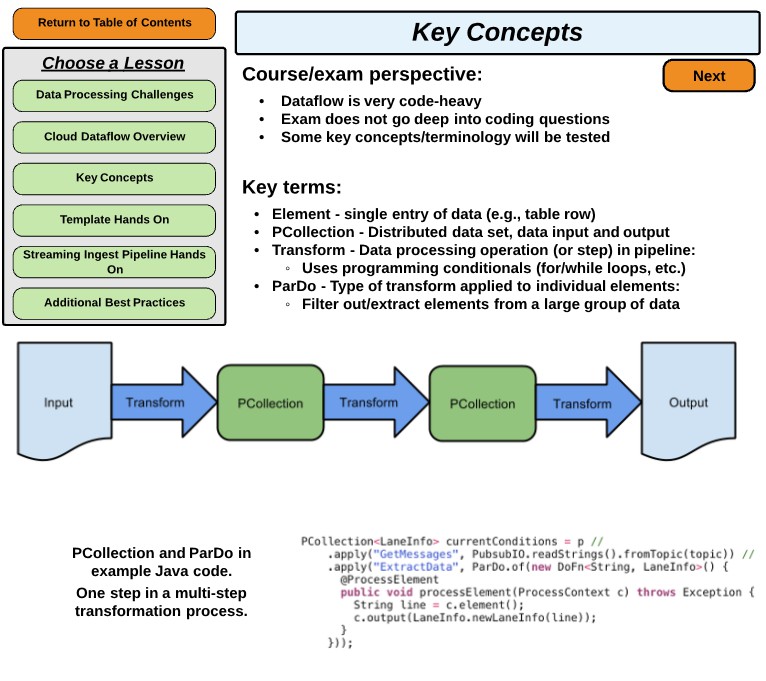 Return to Table of Contents
Choose a Lesson
Data Processing Challenges
Cloud Dataflow Overview
Key Concepts
Template Hands On
Streaming Ingest Pipeline Hands
On
Additional Best Practices
Key Concepts
Next
Course/exam perspective:
• Dataflow is very code-heavy
• Exam does not go deep into coding questions
• Some key concepts/terminology will be tested
Key terms:
• Element - single entry of data (e.g., table row)
• PCollection - Distributed data set, data input and output
• Transform - Data processing operation (or step) in pipeline:
◦ Uses programming conditionals (for/while loops, etc.)
• ParDo - Type of transform applied to individual elements:
◦ Filter out/extract elements from a large group of data
Input
Transform
PCollection
Transform
PCollection
Transform
Output
PCollection and ParDo in
example Java code.
One step in a multi-step
transformation process.
PCollection<LaneInfo> currentConditions = p //
.apply("GetMessages", PubsubIO.readStrings().fromTopic(topic)) //
.apply("ExtractData", ParDo.of(new DoFn<String, LaneInfo>() {
@ProcessElement
public void processElement(ProcessContext c) throws Exception {
String line = c.element();
c.output(LaneInfo.newLaneInfo(line));
}
}));